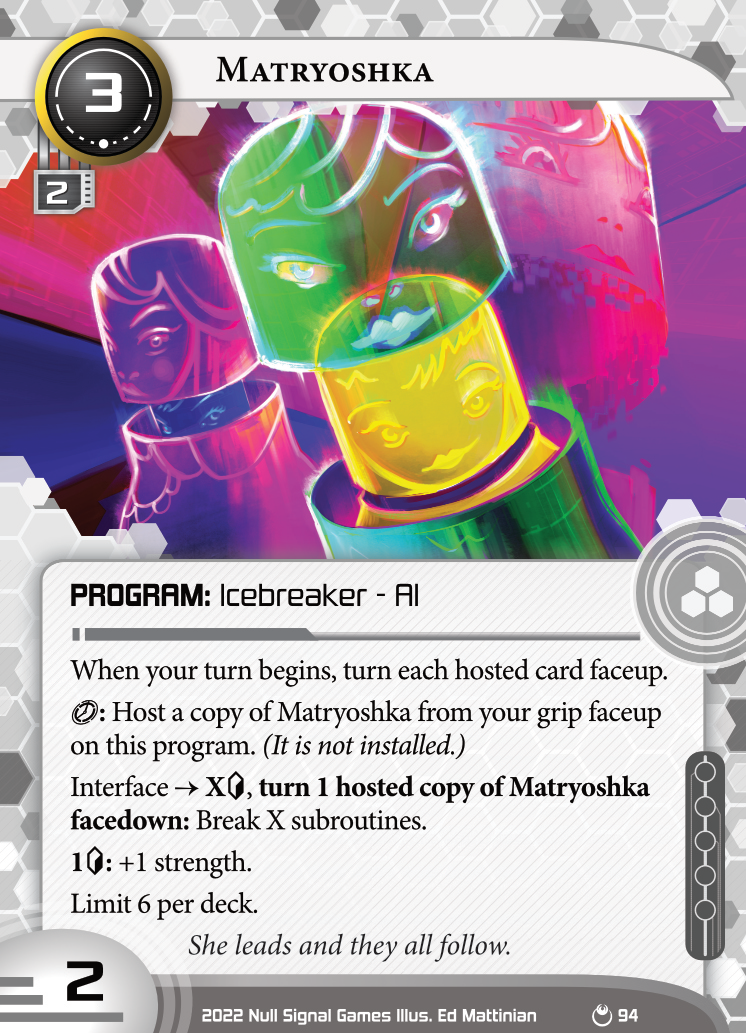 3
MATRYOSHKA
2
PROGRAM: Icebreaker - AI
When your turn begins, turn each hosted card faceup.
: Host a copy of Matryoshka from your grip faceup
on this program. (It is not installed.)
Interface → X, turn 1 hosted copy of Matryoshka
facedown: Break X subroutines.
1: +1 strength.
Limit 6 per deck.
She leads and they all follow.
2
2022 Null Signal Games Illus. Ed Mattinian
94